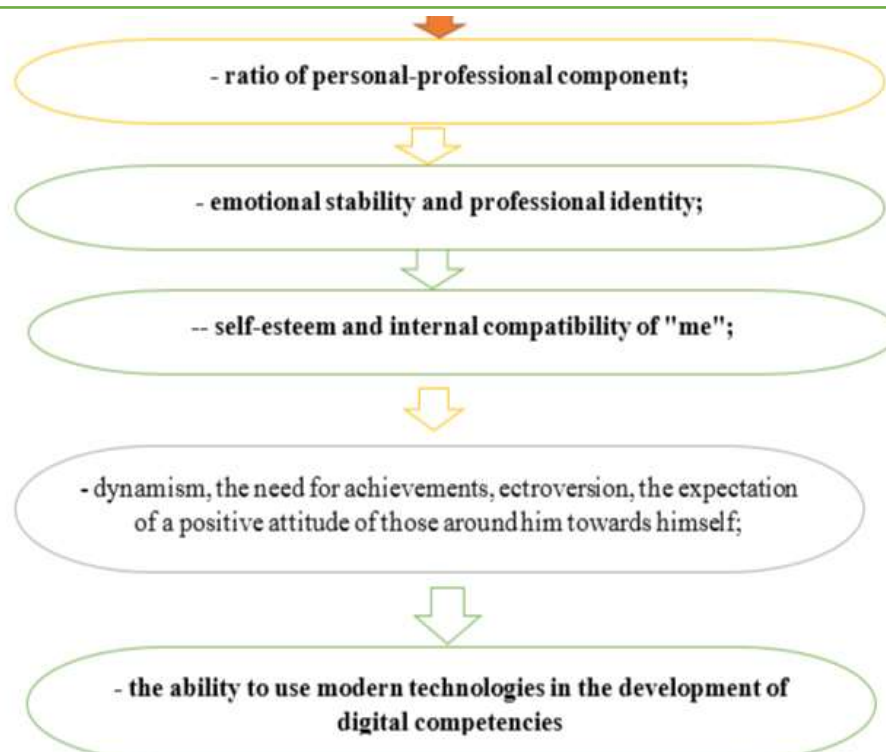 - ratio of personal-professional component;
- emotional stability and professional identity;
-- self-esteem and internal compatibility of "me";
- dynamism, the need for achievements, ectroversion, the expectation
of a positive attitude of those around him towards himself;
- the ability to use modern technologies in the development of
digital competencies